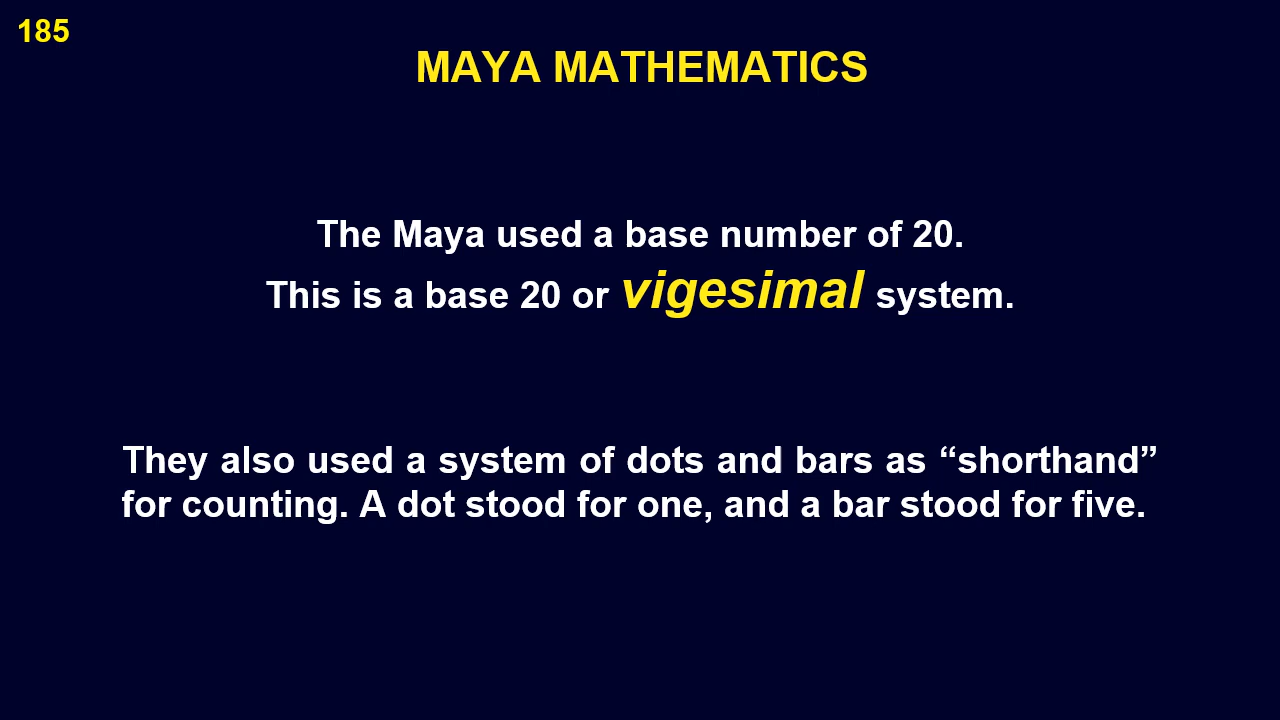 185
MAYA MATHEMATICS
The Maya used a base number of 20.
This is a base 20 or vigesimal system.
They also used a system of dots and bars as “shorthand”
for counting. A dot stood for one, and a bar stood for five.